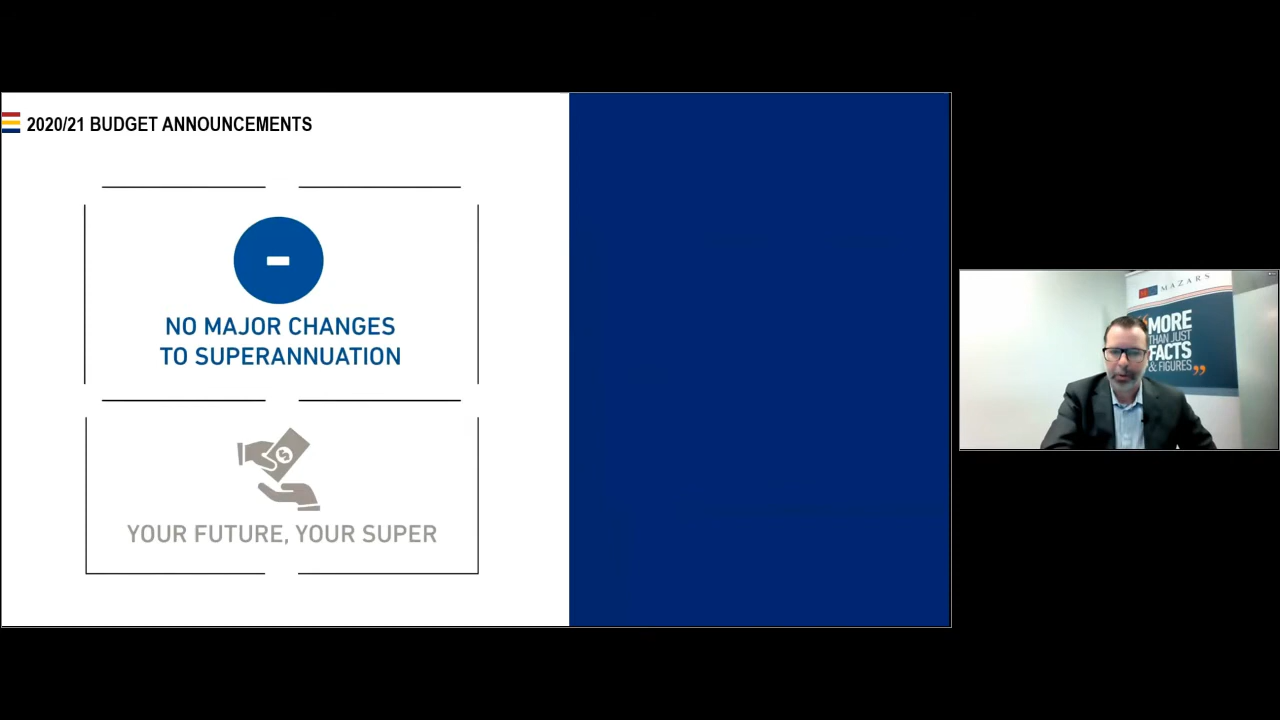 2020/21 BUDGET ANNOUNCEMENTS
NO MAJOR CHANGES
TO SUPERANNUATION
YOUR FUTURE, YOUR SUPER
MAZARS
“MORE
THAN JUST
FACTS
& FIGURES”